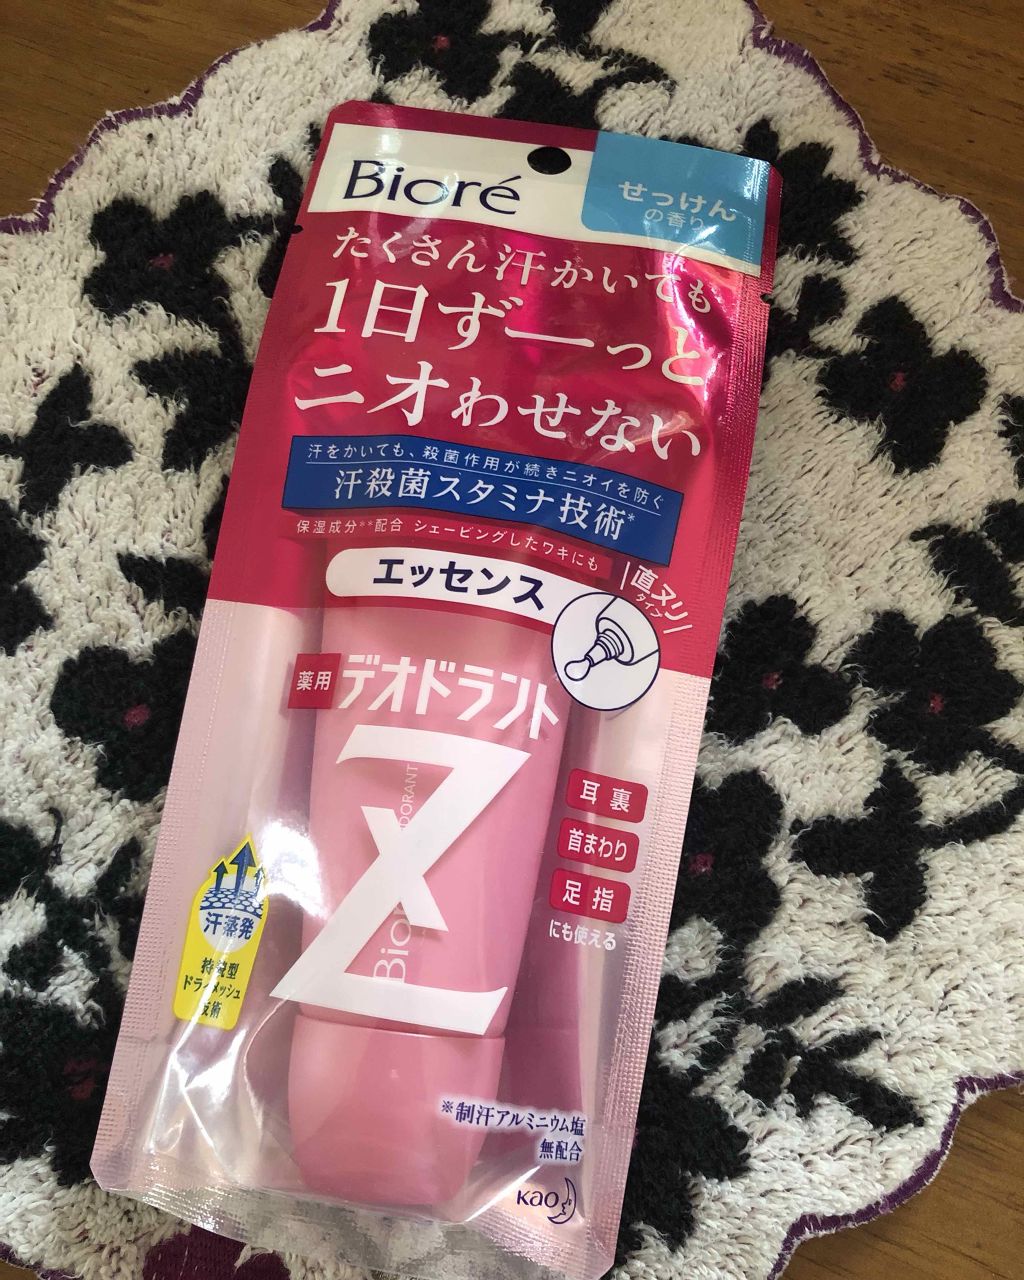 Bioré
せっけん
の香り
たくさん汗かいても
1日ずーっと
ニオわせない
汗をかいても、殺菌作用が続きニオイを防ぐ
汗殺菌スタミナ技術*
保湿成分**配合 シェービングしたワキにも
エッセンス
直ヌリ
タイプ
薬用
デオドラント
Z
耳裏
首まわり
足指
にも使える
汗蒸発
持続型
ドライメッシュ
技術
※制汗アルミニウム塩
無配合
Kao